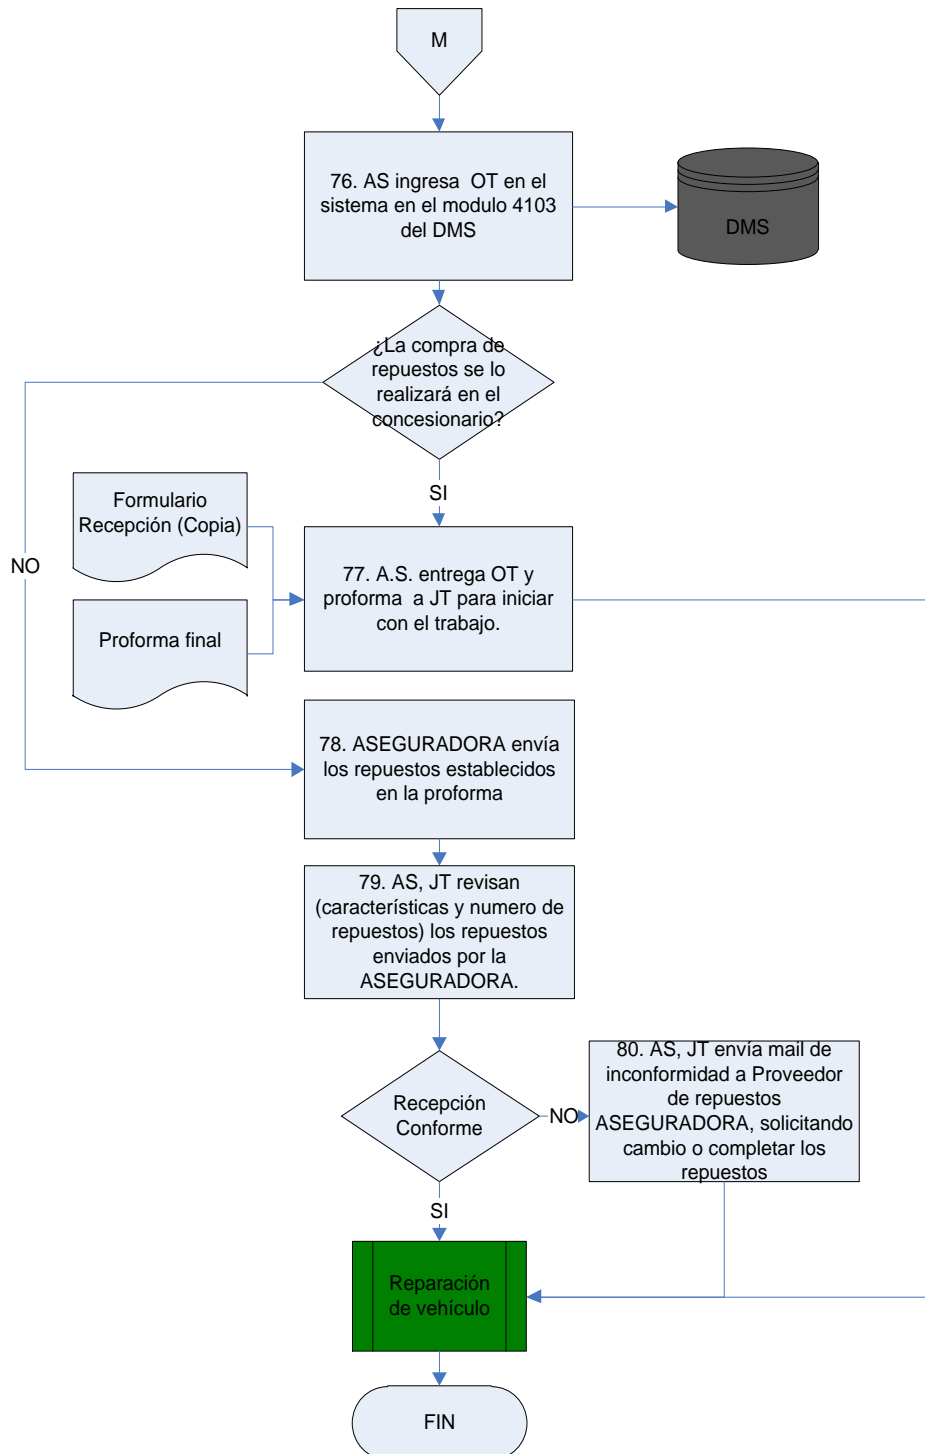 M
76. AS ingresa  OT en el
sistema en el modulo 4103
del DMS
DMS
¿La compra de
repuestos se lo
realizará en el
concesionario?
SI
Formulario
Recepción (Copia)
NO
77. A.S. entrega OT y
proforma  a JT para iniciar
con el trabajo.
Proforma final
78. ASEGURADORA envía
los repuestos establecidos
en la proforma
79. AS, JT revisan
(características y numero de
repuestos) los repuestos
enviados por la
ASEGURADORA.
Recepción
Conforme
NO
80. AS, JT envía mail de
inconformidad a Proveedor
de repuestos
ASEGURADORA, solicitando
cambio o completar los
repuestos
SI
Reparación
de vehículo
FIN